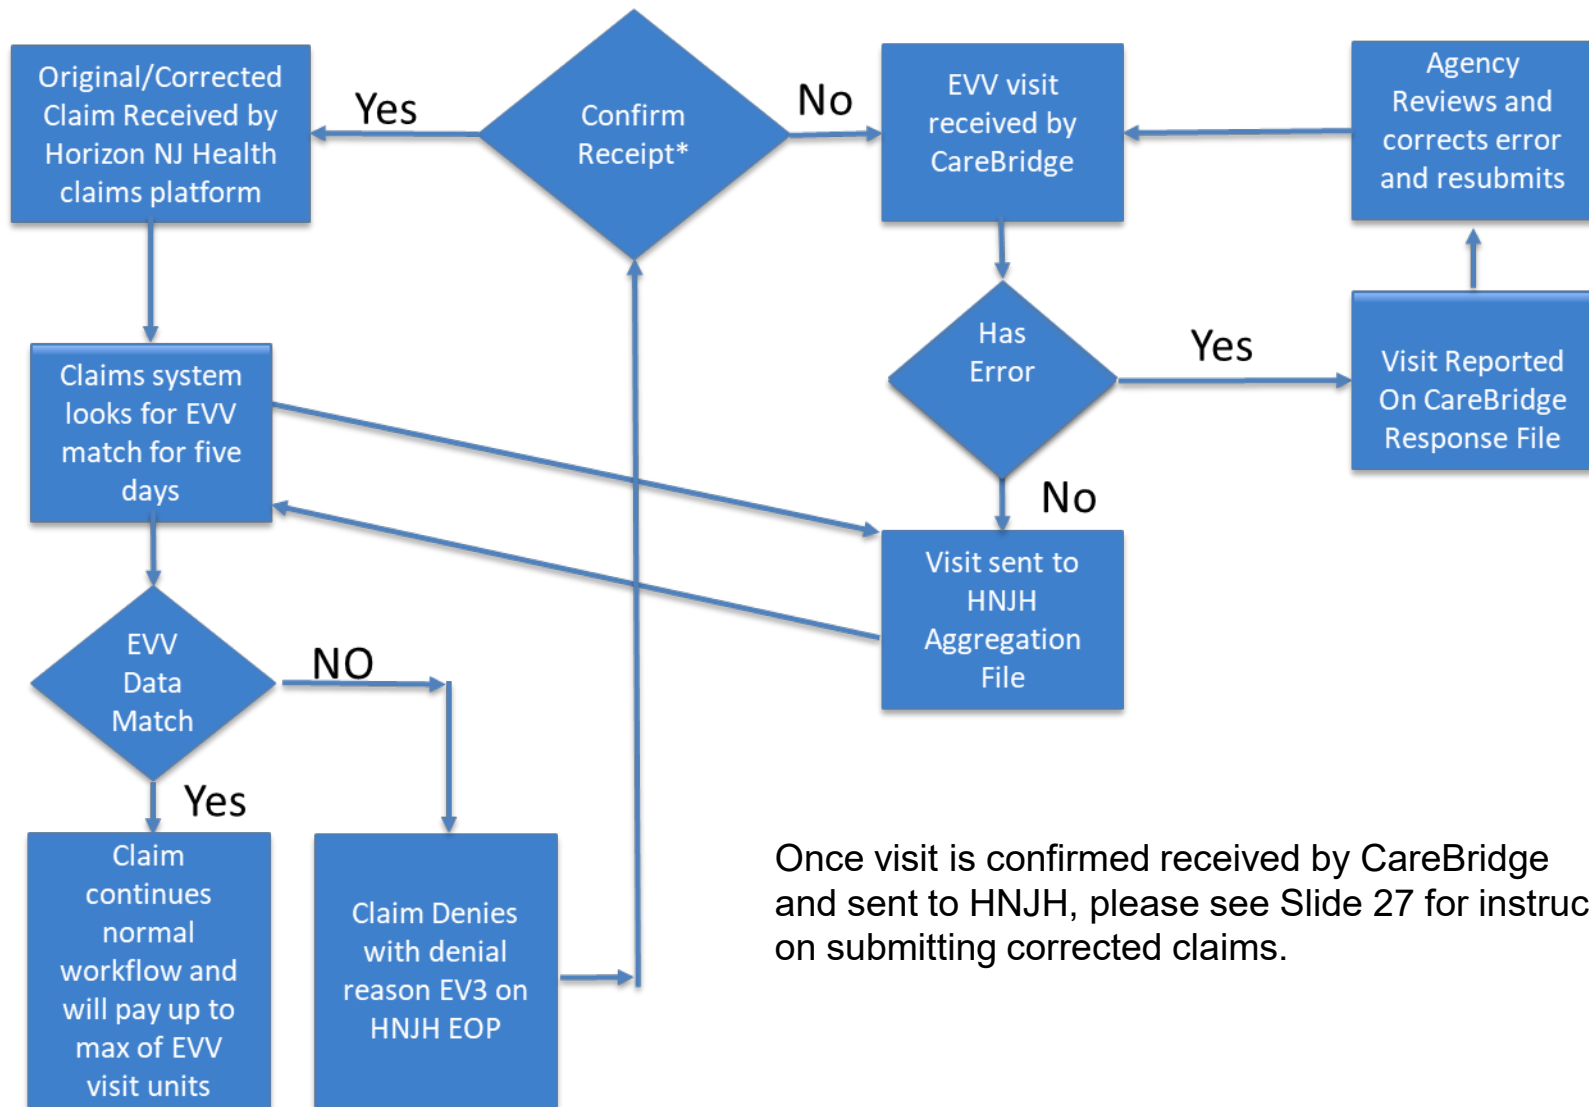 Original/Corrected
Claim Received by
Horizon NJ Health
claims platform
Yes
Confirm
Receipt*
No
EVV visit
received by
CareBridge
Agency
Reviews and
corrects error
and resubmits
Claims system
looks for EVV
match for five
days
Has
Error
Yes
Visit Reported
On CareBridge
Response File
No
Visit sent to
HNJH
Aggregation
File
EVV
Data
Match
NO
Yes
Claim
continues
normal
workflow and
will pay up to
max of EVV
visit units
Claim Denies
with denial
reason EV3 on
HNJH EOP
Once visit is confirmed received by CareBridge
and sent to HNJH, please see Slide 27 for instruc
on submitting corrected claims.